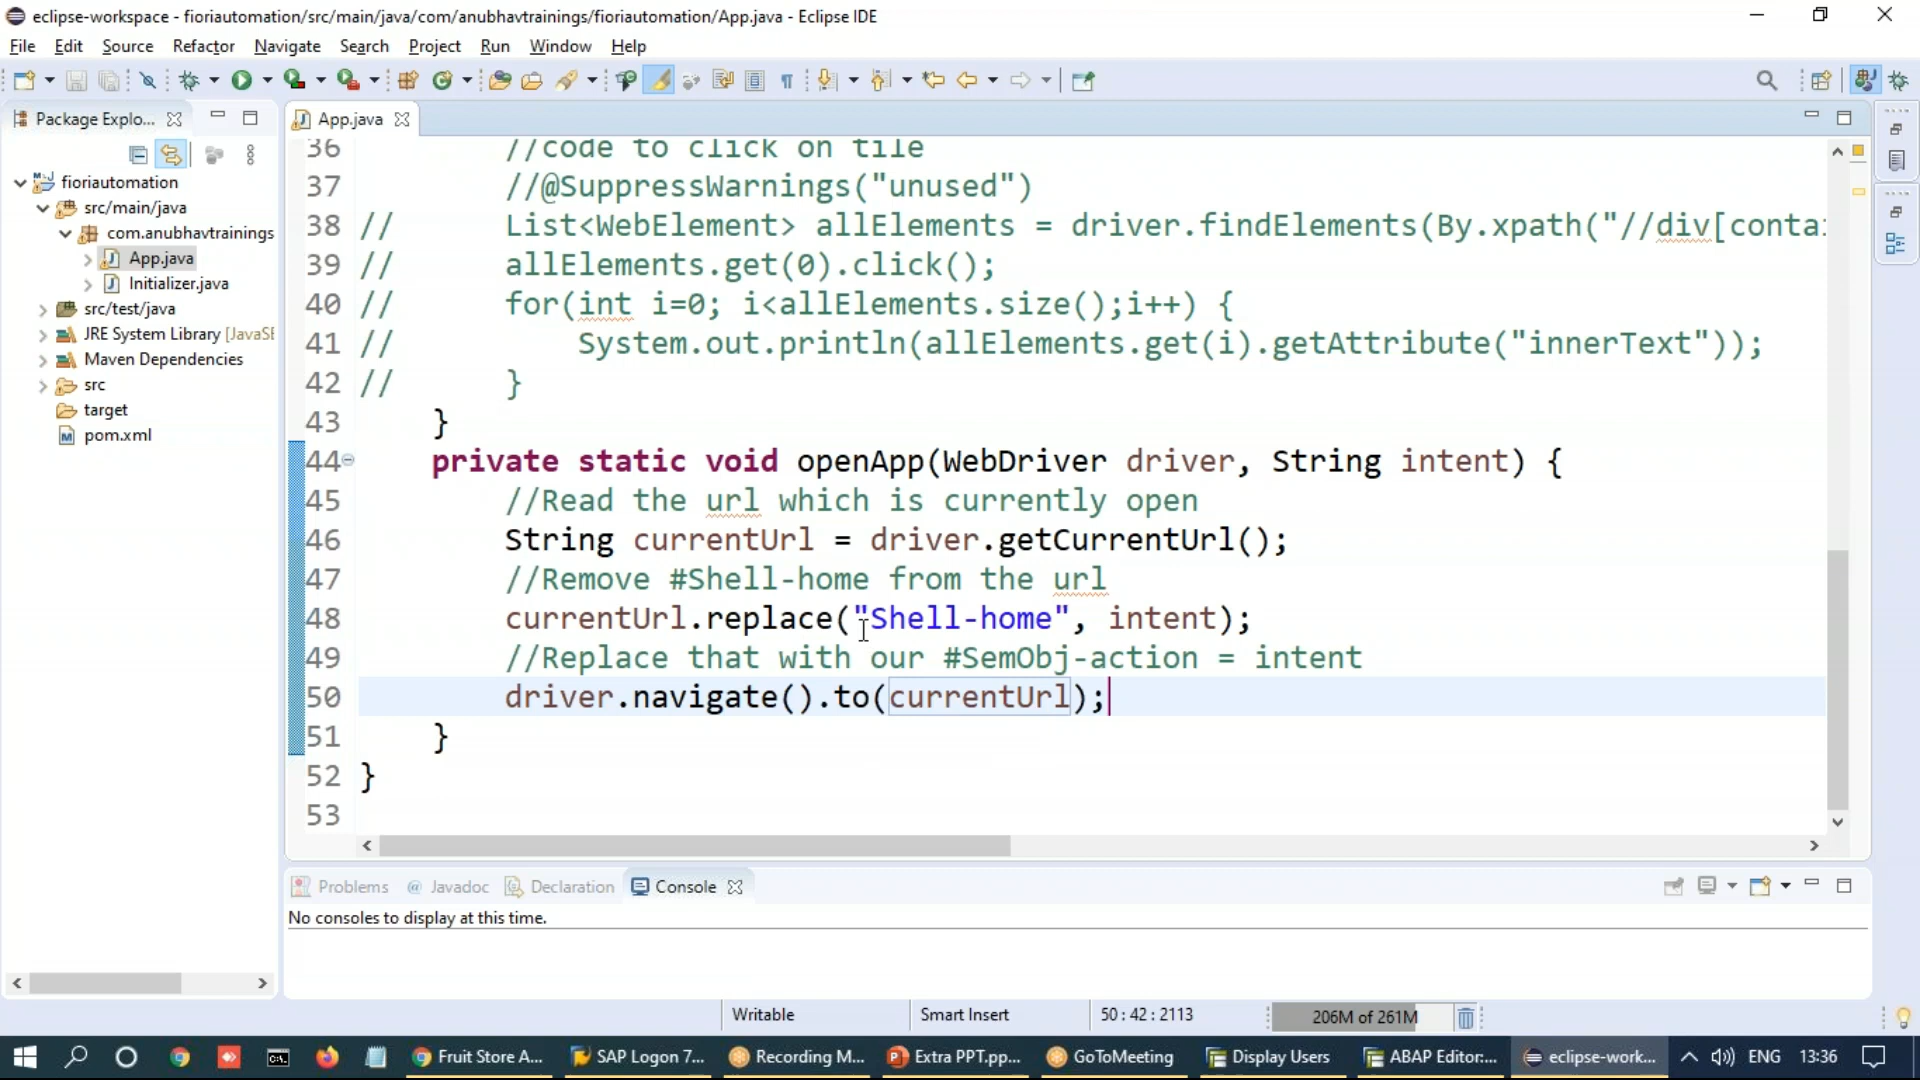 eclipse-workspace - fioriautomation/src/main/java/com/anubhavtrainings/fioriautomation/App.java - Eclipse IDE
File Edit Source Refactor Navigate Search Project Run Window Help
Package Explo...
App.java
fioriautomation
src/main/java
com.anubhavtrainings
App.java
Initializer.java
src/test/java
JRE System Library [JavaSE
Maven Dependencies
src
target
pom.xml
36 //code to click on tile
37 //@SuppressWarnings("unused")
38 // List<WebElement> allElements = driver.findElements(By.xpath("//div[contai
39 // allElements.get(0).click();
40 // for(int i=0; i<allElements.size();i++) {
41 // System.out.println(allElements.get(i).getAttribute("innerText"));
42 // }
43 }
44 private static void openApp(WebDriver driver, String intent) {
45 //Read the url which is currently open
46 String currentUrl = driver.getCurrentUrl();
47 //Remove #Shell-home from the url
48 currentUrl.replace("Shell-home", intent);
49 //Replace that with our #SemObj-action = intent
50 driver.navigate().to(currentUrl);
51 }
52 }
53
Problems @ Javadoc Declaration Console
No consoles to display at this time.
Writable Smart Insert 50 : 42 : 2113 206M of 261M
Fruit Store A... SAP Logon 7... Recording M... Extra PPT.pp... GoToMeeting Display Users ABAP Editor:... eclipse-work... ENG 13:36